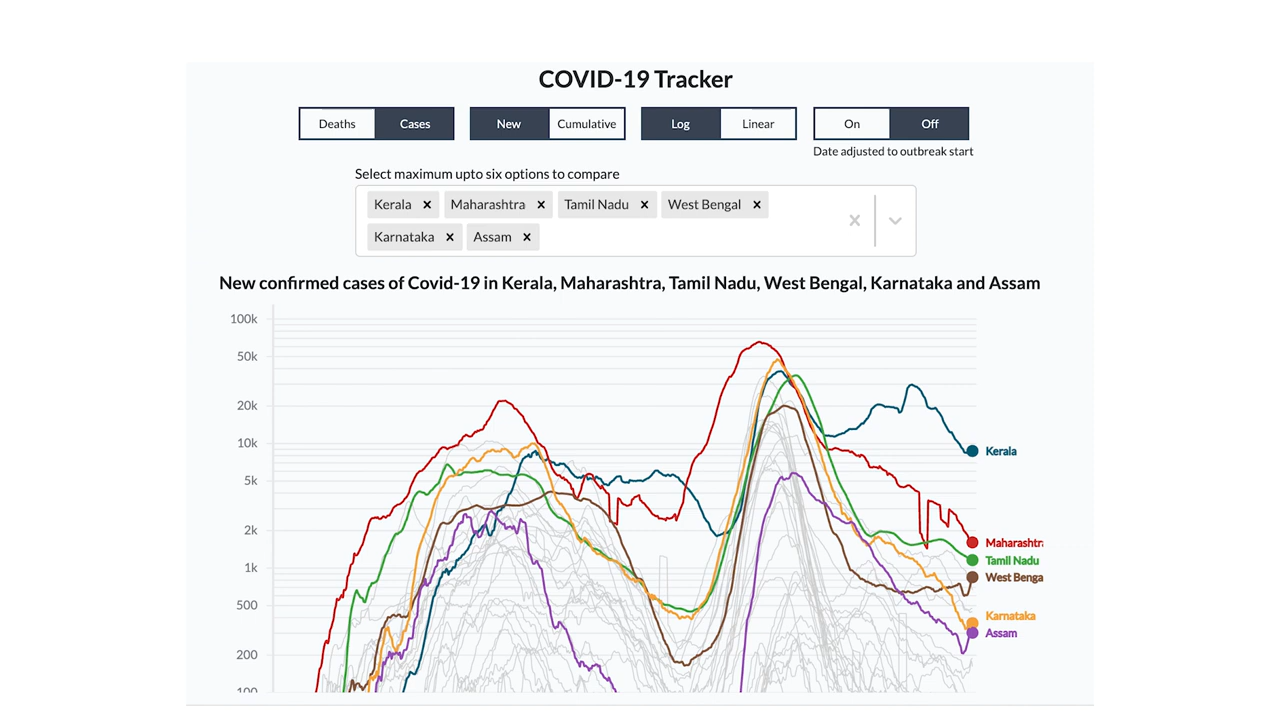 COVID-19 Tracker
Deaths Cases New Cumulative Log Linear On Off
Date adjusted to outbreak start
Select maximum upto six options to compare
Kerala × Maharashtra × Tamil Nadu × West Bengal ×
Karnataka × Assam ×
New confirmed cases of Covid-19 in Kerala, Maharashtra, Tamil Nadu, West Bengal, Karnataka and Assam
100k
50k
20k
10k
5k
2k
1k
500
200
100
Kerala
Maharashtr
Tamil Nadu
West Benga
Karnataka
Assam